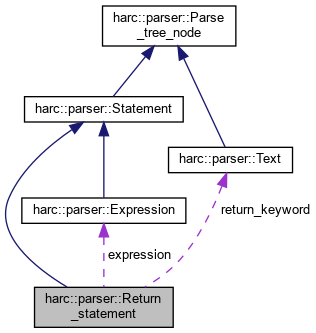 harc::parser::Parse
_tree_node
harc::parser::Statement
harc::parser::Text
harc::parser::Expression
return_keyword
expression
harc::parser::Return
_statement